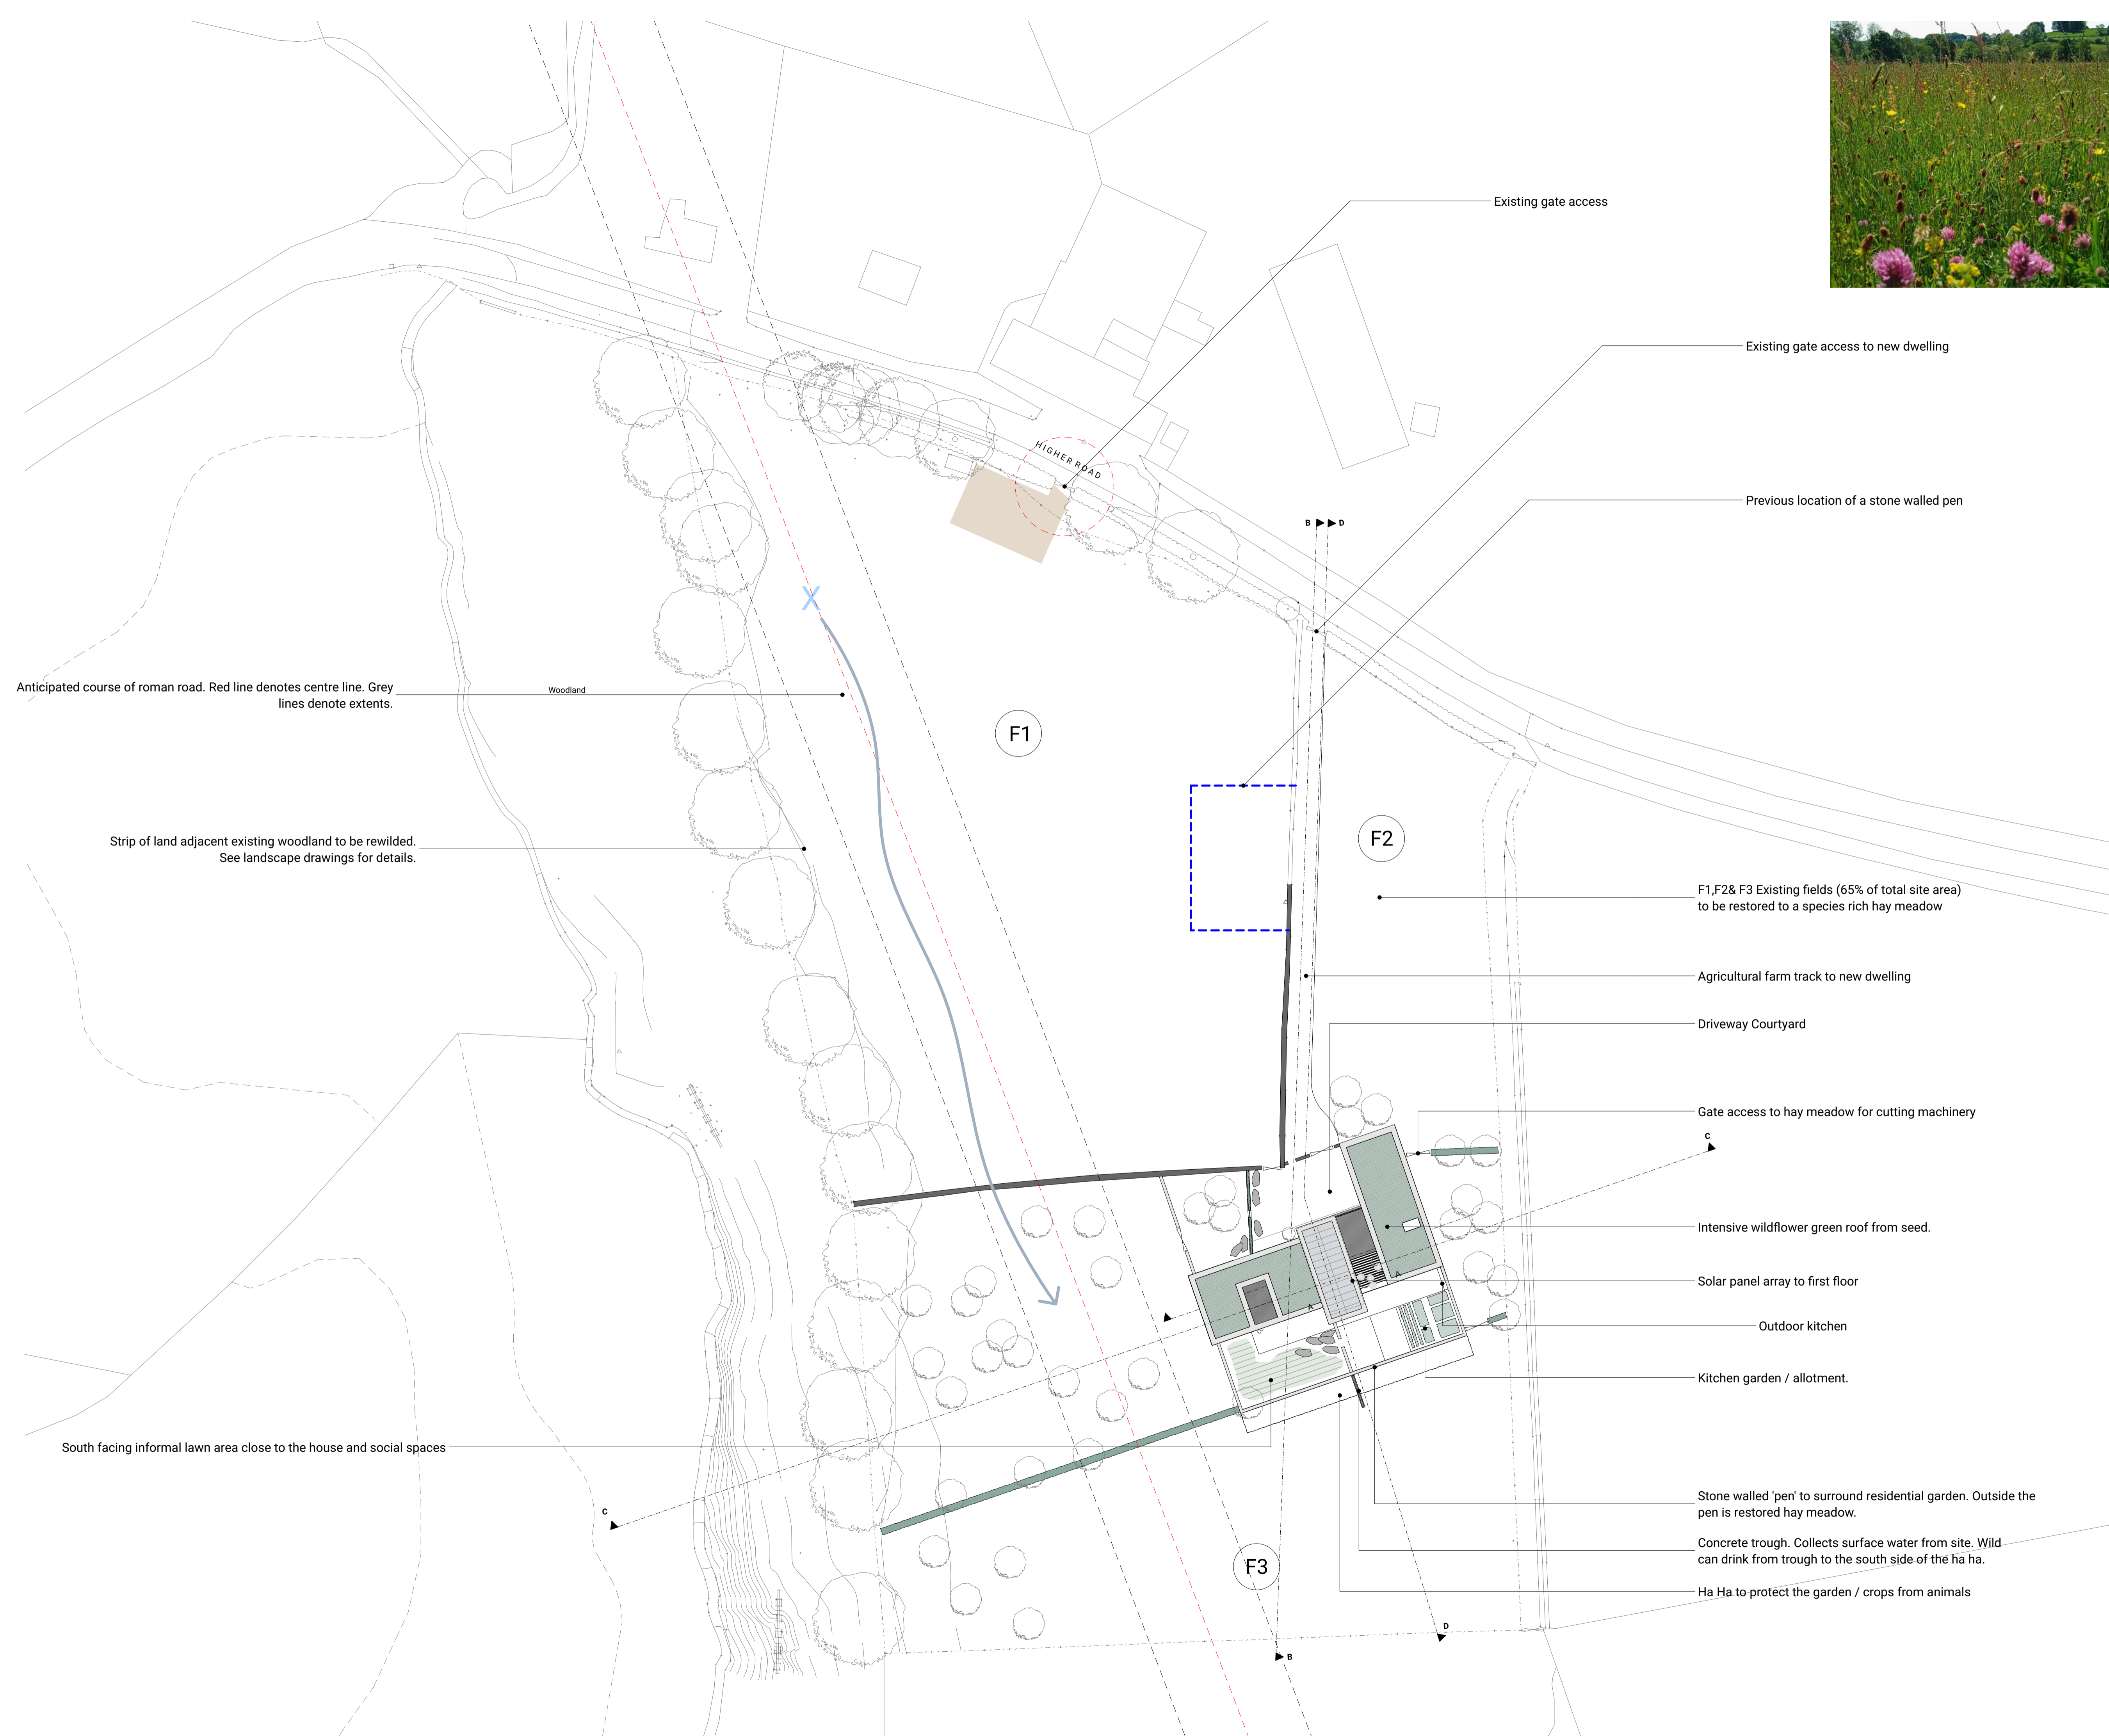 Existing gate access
Existing gate access to new dwelling
HIGHER ROAD
Previous location of a stone walled pen
B
D
X
Anticipated course of roman road. Red line denotes centre line. Grey
lines denote extents.
Woodland
F1
Strip of land adjacent existing woodland to be rewilded.
See landscape drawings for details.
F2
F1,F2& F3 Existing fields (65% of total site area)
to be restored to a species rich hay meadow
Agricultural farm track to new dwelling
Driveway Courtyard
Gate access to hay meadow for cutting machinery
C
Intensive wildflower green roof from seed.
Solar panel array to first floor
A
A
Outdoor kitchen
Kitchen garden / allotment.
South facing informal lawn area close to the house and social spaces
Stone walled 'pen' to surround residential garden. Outside the
pen is restored hay meadow.
C
Concrete trough. Collects surface water from site. Wild
can drink from trough to the south side of the ha ha.
F3
Ha Ha to protect the garden / crops from animals
D
B